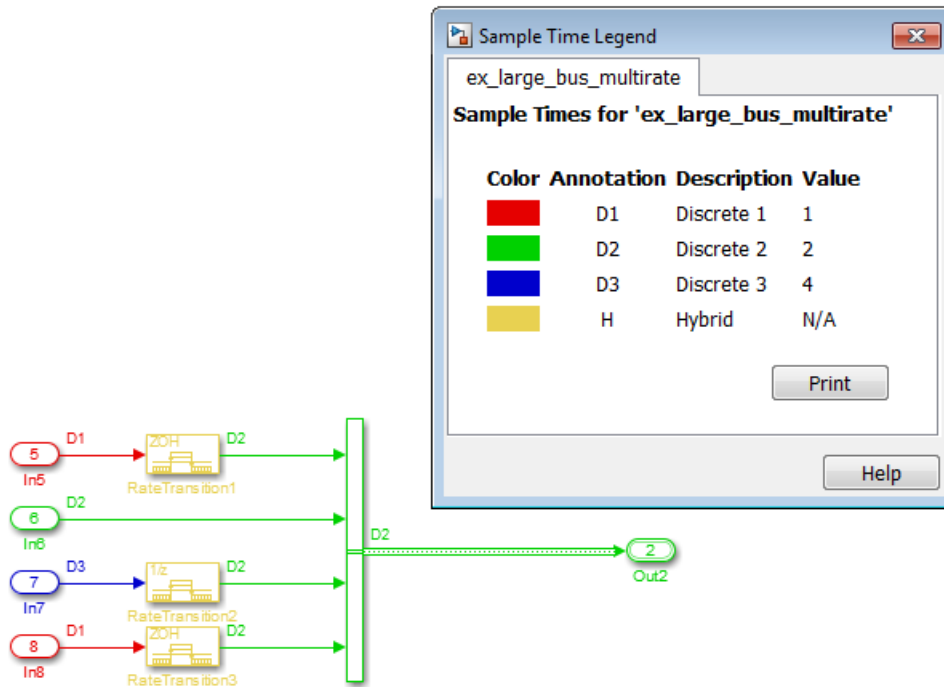 Sample Time Legend
ex_large_bus_multirate
Sample Times for 'ex_large_bus_multirate'
Color Annotation Description Value
D1 Discrete 1 1
D2 Discrete 2 2
D3 Discrete 3 4
H Hybrid N/A
Print
Help
D1 ZOH D2
5
In5 RateTransition1
D2
6
In6
D2
2
Out2
D3 1/z D2
7
In7 RateTransition2
D1 ZOH D2
8
In8 RateTransition3